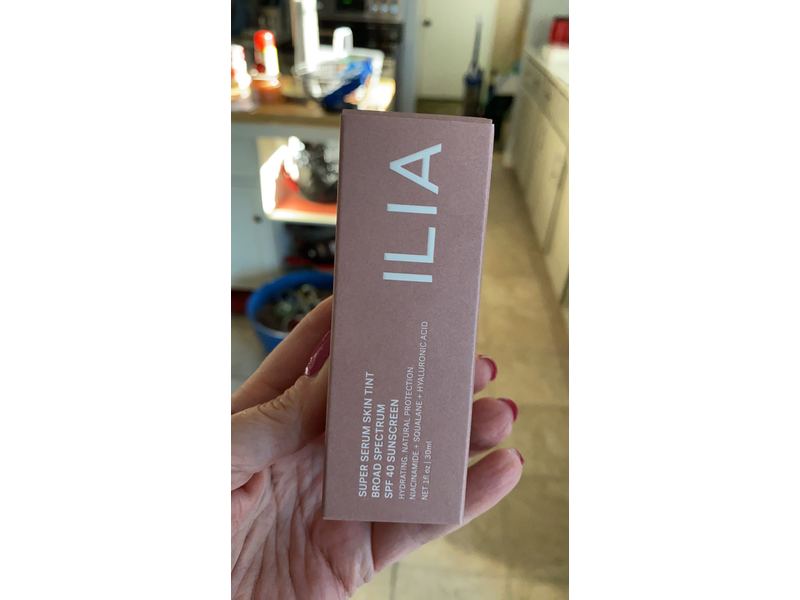 ILIA
SUPER SERUM SKIN TINT
BROAD SPECTRUM
SPF 40 SUNSCREEN
HYDRATING. NATURAL PROTECTION.
NIACINAMIDE + SQUALANE + HYALURONIC ACID
NET 1fl oz | 30ml